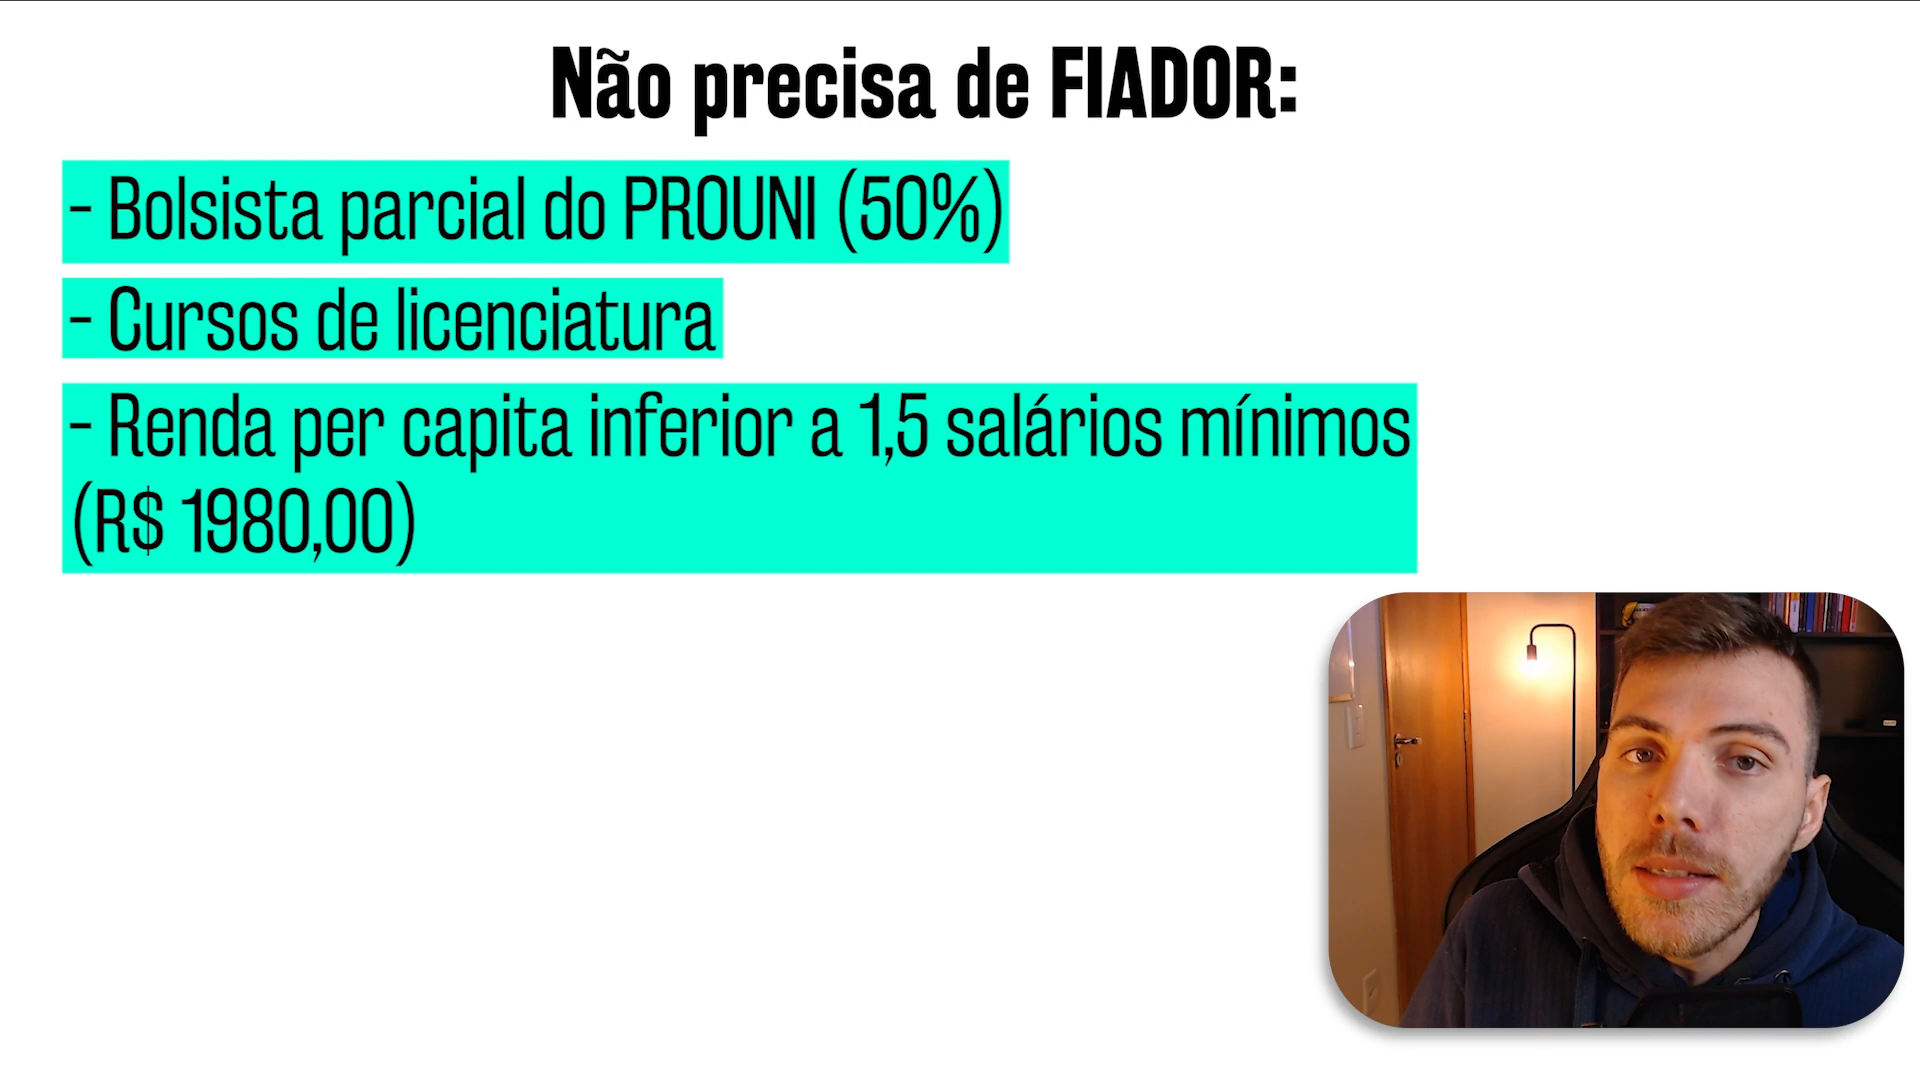 Não precisa de FIADOR:
- Bolsista parcial do PROUNI (50%)
- Cursos de licenciatura
- Renda per capita inferior a 1,5 salários mínimos
(R$ 1980,00)